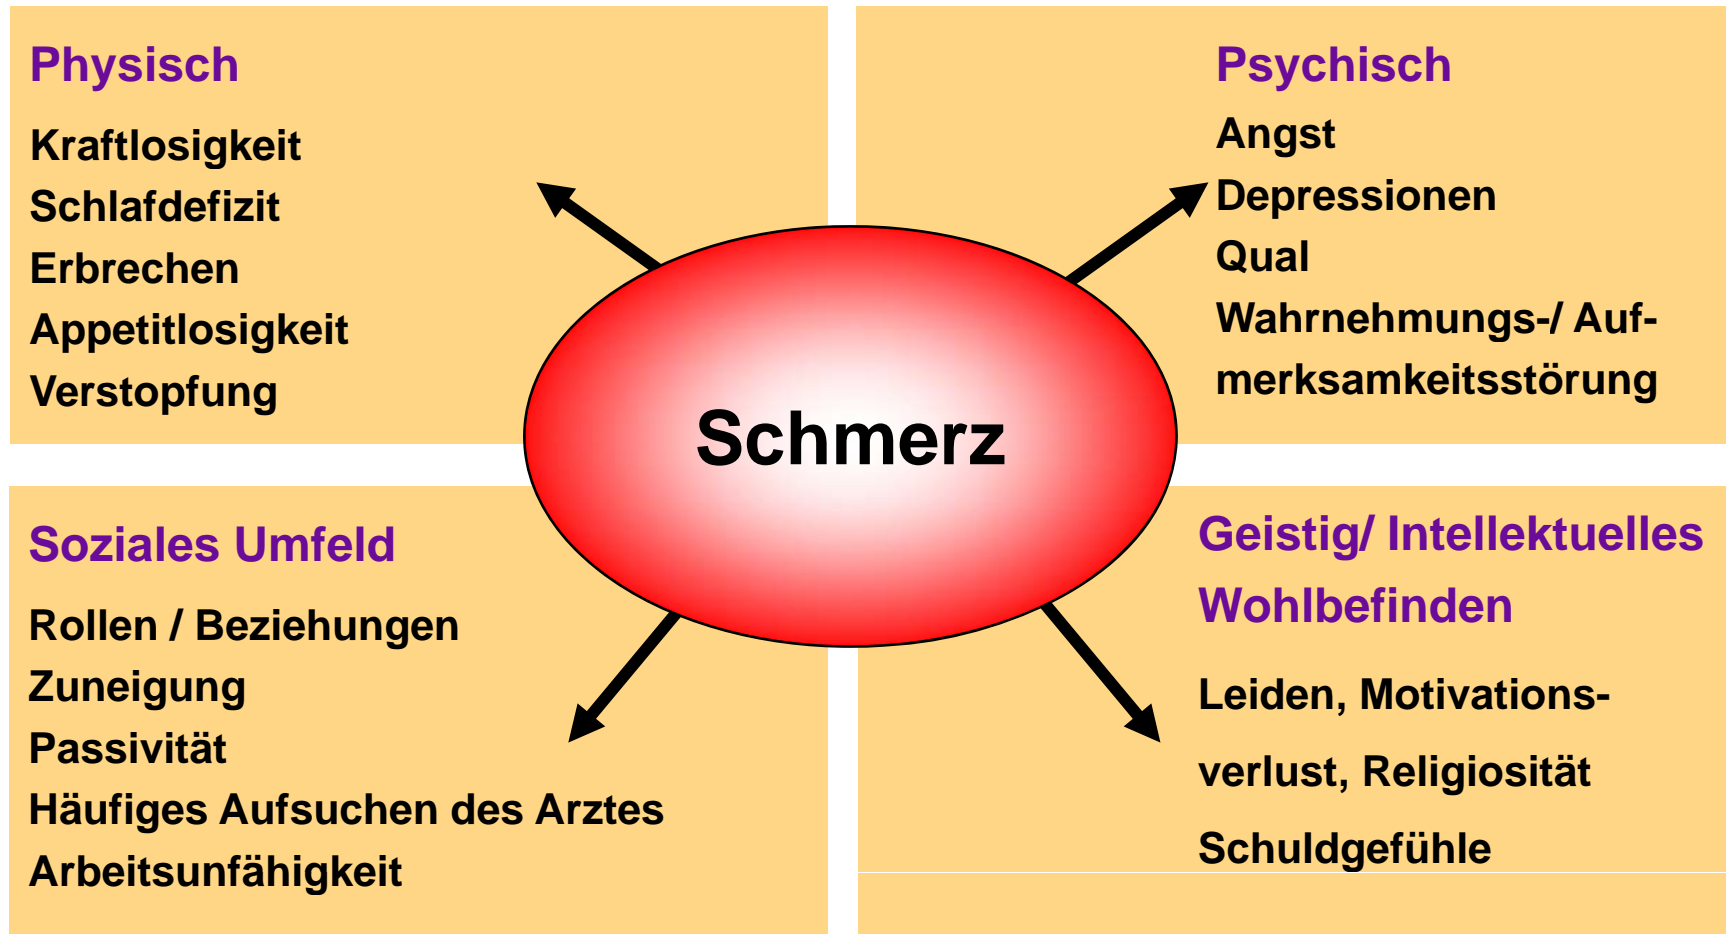 Physisch
Kraftlosigkeit
Schlafdefizit
Erbrechen
Appetitlosigkeit
Verstopfung
Psychisch
Angst
Depressionen
Qual
Wahrnehmungs-/ Auf-
merksamkeitsstörung
Schmerz
Soziales Umfeld
Rollen / Beziehungen
Zuneigung
Passivität
Häufiges Aufsuchen des Arztes
Arbeitsunfähigkeit
Geistig/ Intellektuelles
Wohlbefinden
Leiden, Motivations-
verlust, Religiosität
Schuldgefühle